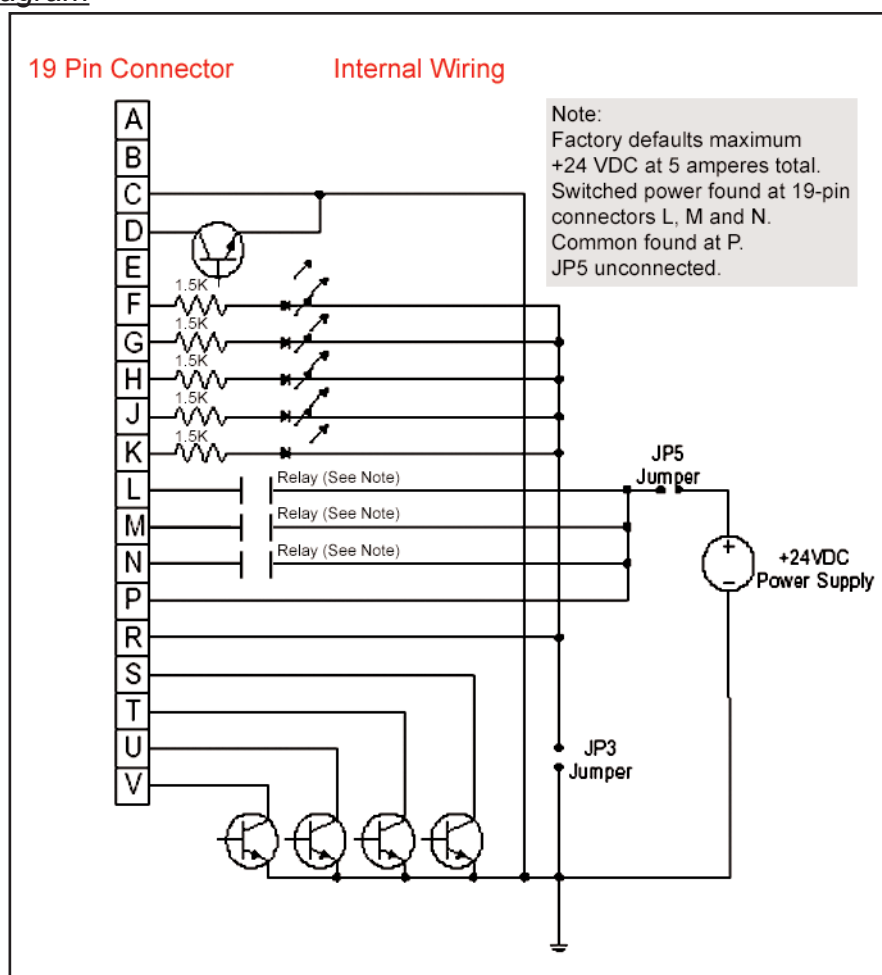 19 Pin Connector Internal Wiring
Note:
Factory defaults maximum
+24 VDC at 5 amperes total.
Switched power found at 19-pin
connectors L, M and N.
Common found at P.
JP5 unconnected.
A
B
C
D
E
1.5K
F
1.5K
G
1.5K
H
1.5K
J
1.5K
K
L
Relay (See Note)
M
Relay (See Note)
N
Relay (See Note)
P
R
S
T
U
V
JP5
Jumper
+
−
+24VDC
Power Supply
JP3
Jumper